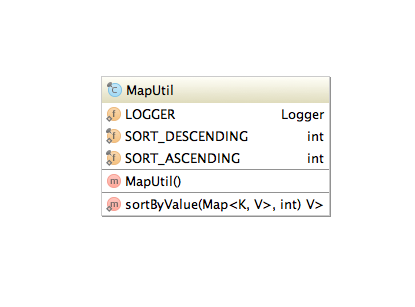 MapUtil
LOGGER Logger
SORT_DESCENDING int
SORT_ASCENDING int
MapUtil()
sortByValue(Map<K, V>, int) V>